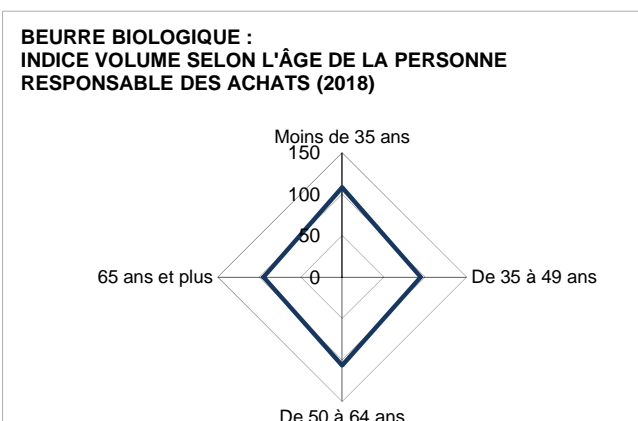 BEURRE BIOLOGIQUE :
INDICE VOLUME SELON L'ÂGE DE LA PERSONNE
RESPONSABLE DES ACHATS (2018)
Moins de 35 ans
150
100
50
65 ans et plus
0
De 35 à 49 ans
De 50 à 64 ans